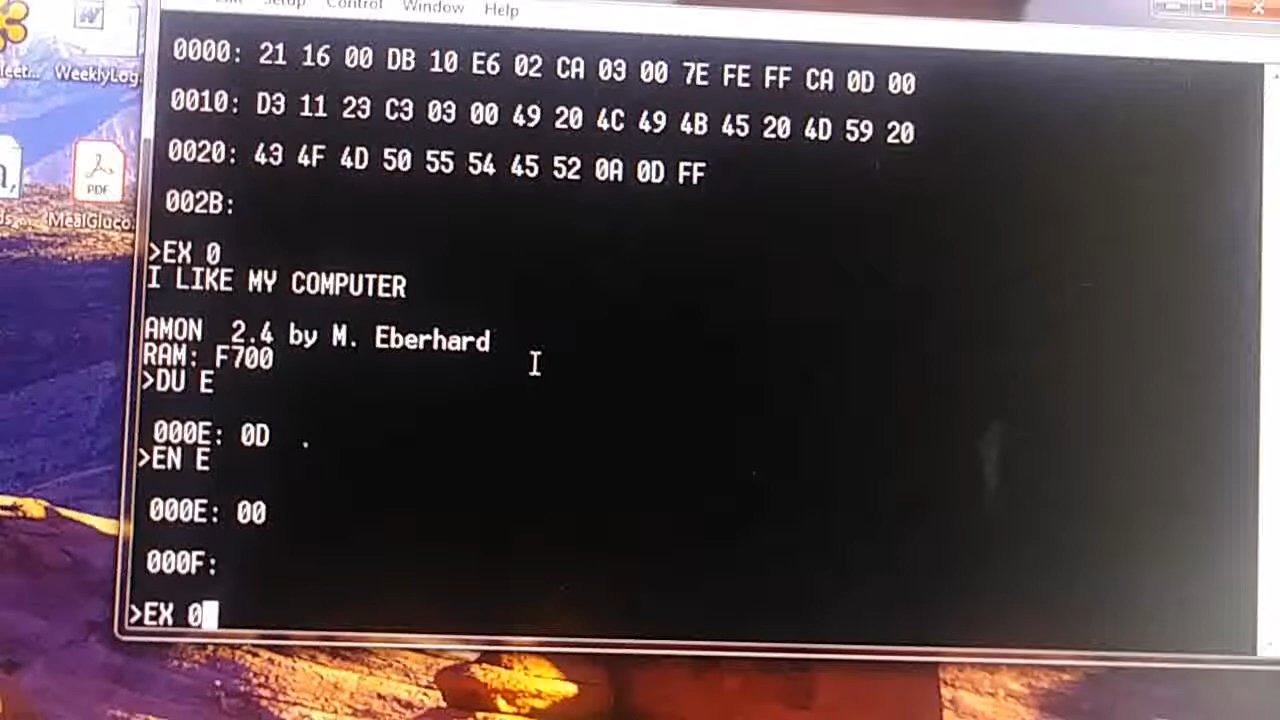 Setup Control Window Help
WeeklyLog
PDF
MealGluco
0000: 21 16 00 DB 10 E6 02 CA 03 00 7E FE FF CA 0D 00
0010: D3 11 23 C3 03 00 49 20 4C 49 4B 45 20 4D 59 20
0020: 43 4F 4D 50 55 54 45 52 0A 0D FF
002B:
>EX 0
I LIKE MY COMPUTER
AMON 2.4 by M. Eberhard
RAM: F700
>DU E
000E: 0D .
>EN E
000E: 00
000F:
>EX 0